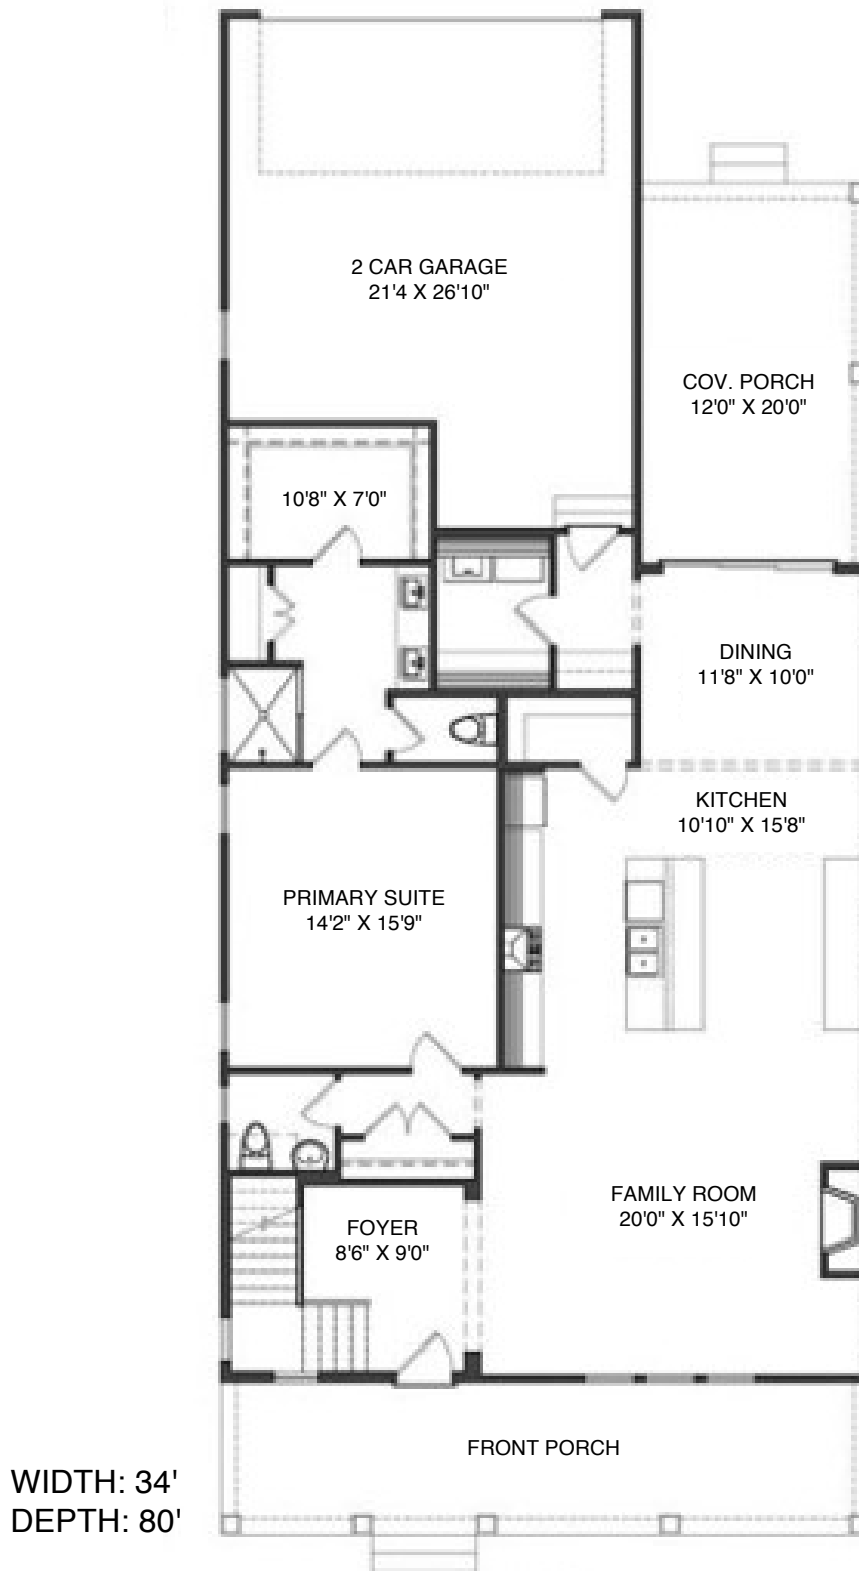 2 CAR GARAGE
21'4 X 26'10"
COV. PORCH
12'0" X 20'0"
10'8" X 7'0"
DINING
11'8" X 10'0"
KITCHEN
10'10" X 15'8"
PRIMARY SUITE
14'2" X 15'9"
FAMILY ROOM
20'0" X 15'10"
FOYER
8'6" X 9'0"
FRONT PORCH
WIDTH: 34'
DEPTH: 80'